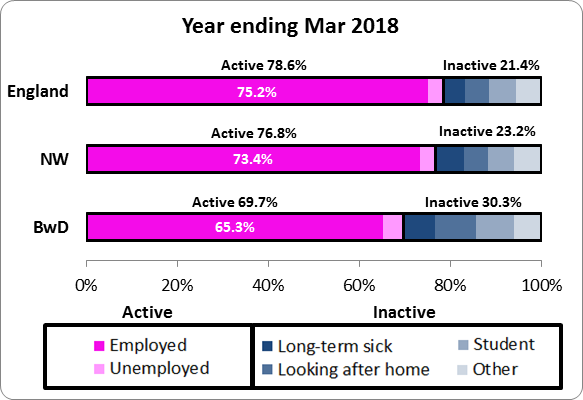 Year ending Mar 2018
Active 78.6% Inactive 21.4%
England 75.2%
Active 76.8% Inactive 23.2%
NW 73.4%
Active 69.7% Inactive 30.3%
BwD 65.3%
0% 20% 40% 60% 80% 100%
Active Inactive
Employed Long-term sick Student
Unemployed Looking after home Other